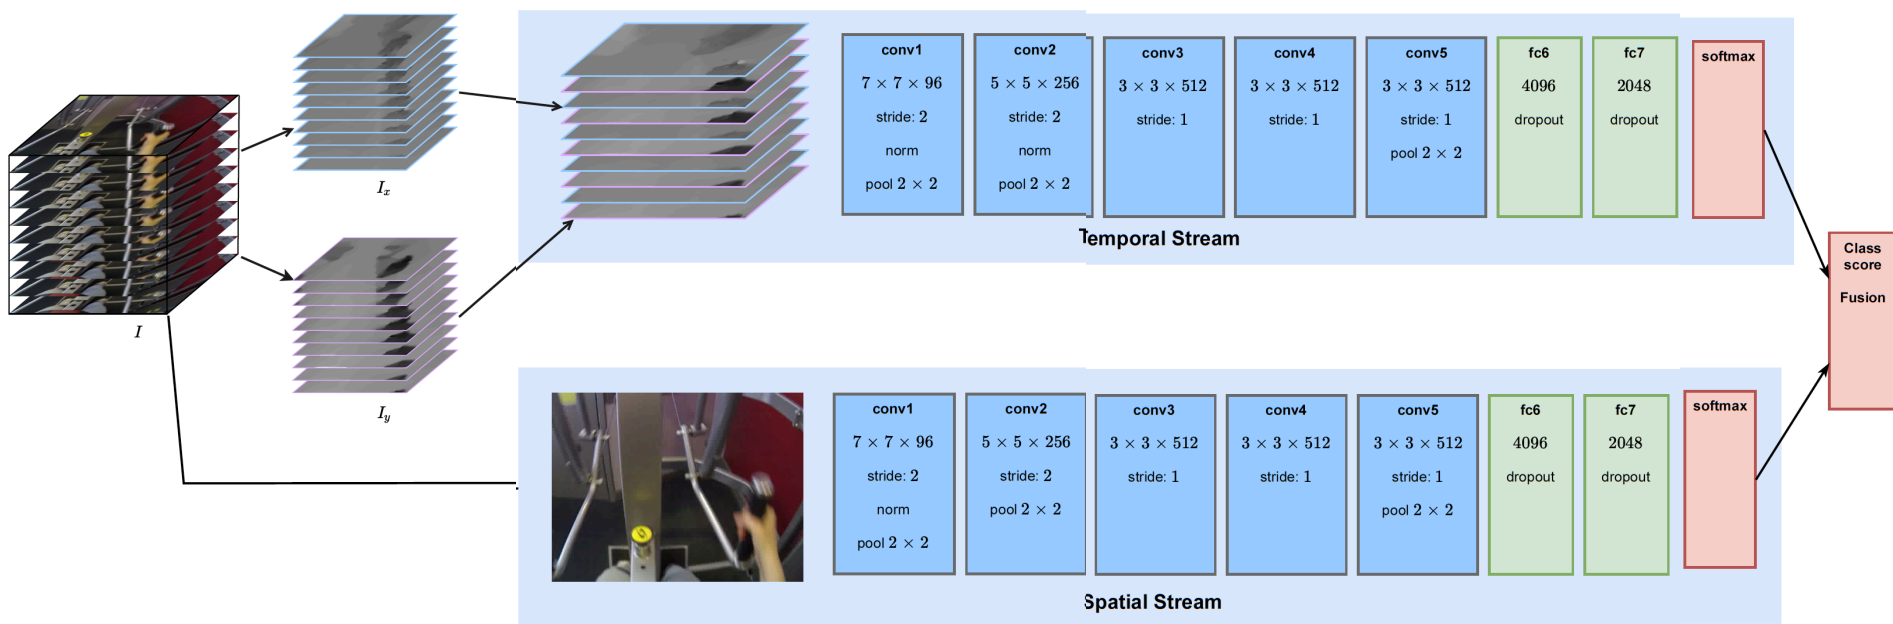 I
I_x
I_y
conv1
7 × 7 × 96
stride: 2
norm
pool 2 × 2
conv2
5 × 5 × 256
stride: 2
norm
pool 2 × 2
conv3
3 × 3 × 512
stride: 1
conv4
3 × 3 × 512
stride: 1
conv5
3 × 3 × 512
stride: 1
pool 2 × 2
fc6
4096
dropout
fc7
2048
dropout
softmax
Temporal Stream
Class
score
Fusion
conv1
7 × 7 × 96
stride: 2
norm
pool 2 × 2
conv2
5 × 5 × 256
stride: 2
pool 2 × 2
conv3
3 × 3 × 512
stride: 1
conv4
3 × 3 × 512
stride: 1
conv5
3 × 3 × 512
stride: 1
pool 2 × 2
fc6
4096
dropout
fc7
2048
dropout
softmax
Spatial Stream